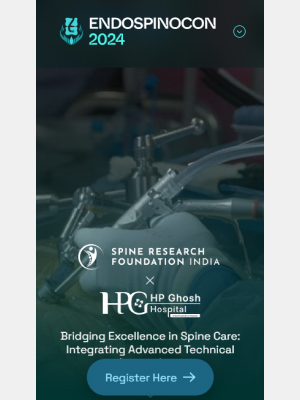 ENDOSPINOCON
2024
SPINE RESEARCH
FOUNDATION INDIA
HPG
HP Ghosh
Hospital
Bridging Excellence in Spine Care:
Integrating Advanced Technical
Register Here